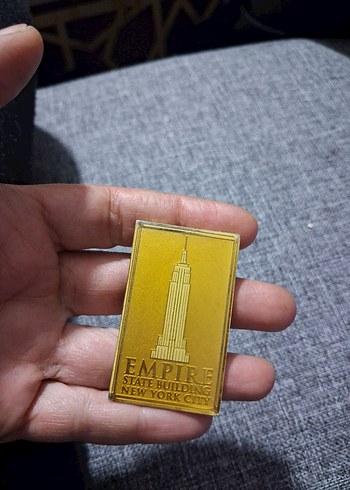 EMPIRE
STATE BUILDING
NEW YORK CITY